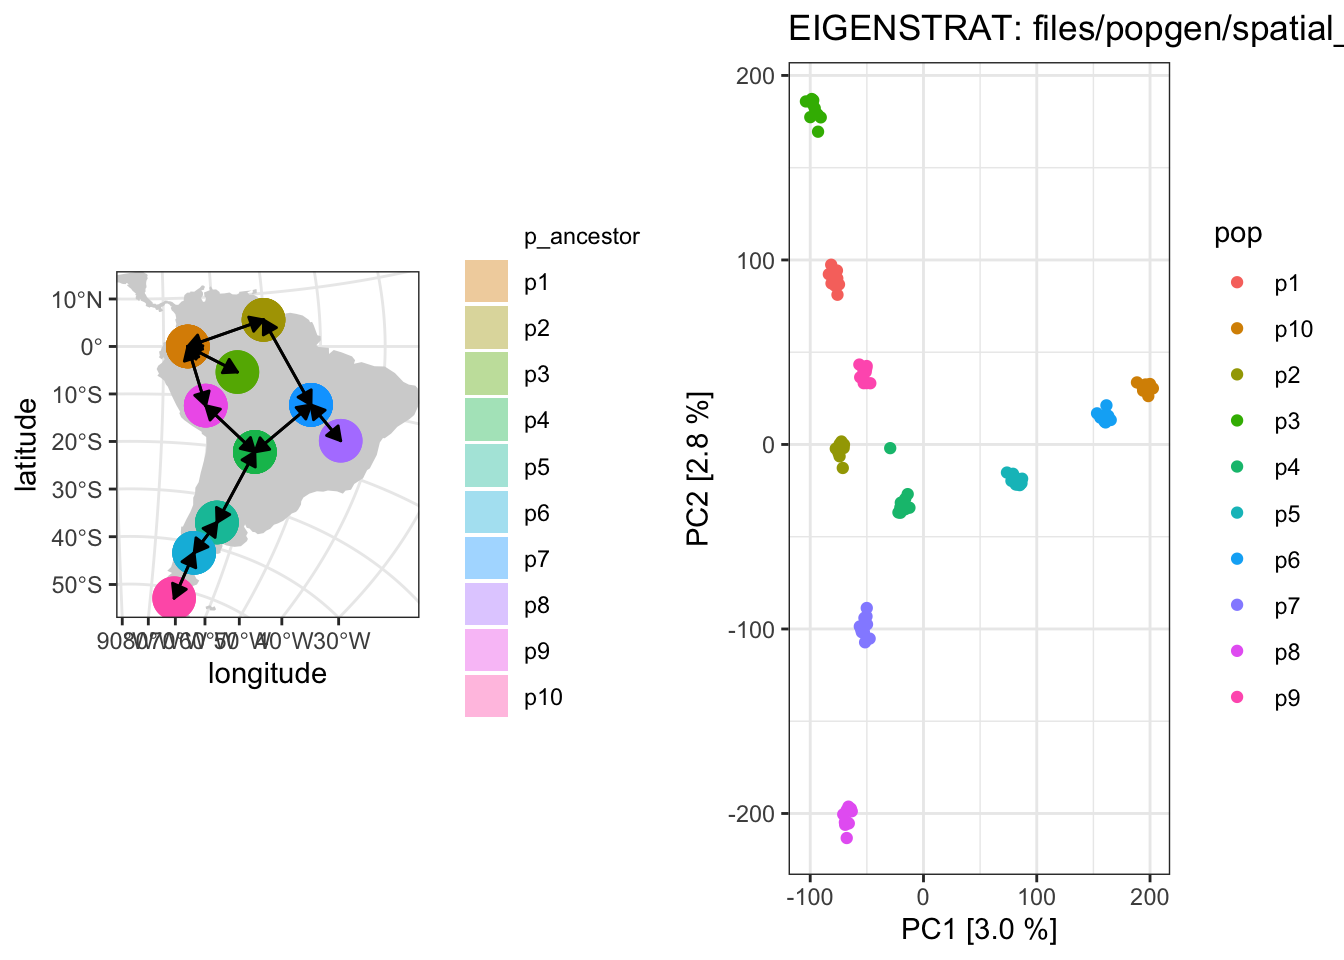 EIGENSTRAT: files/popgen/spatial_
10°N
0°
10°S
20°S
30°S
40°S
50°S
latitude
40°W
30°W
longitude
p_ancestor
p1
p2
p3
p4
p5
p6
p7
p8
p9
p10
200
100
0
-100
-200
PC2 [2.8 %]
-100
0
100
200
PC1 [3.0 %]
pop
p1
p10
p2
p3
p4
p5
p6
p7
p8
p9